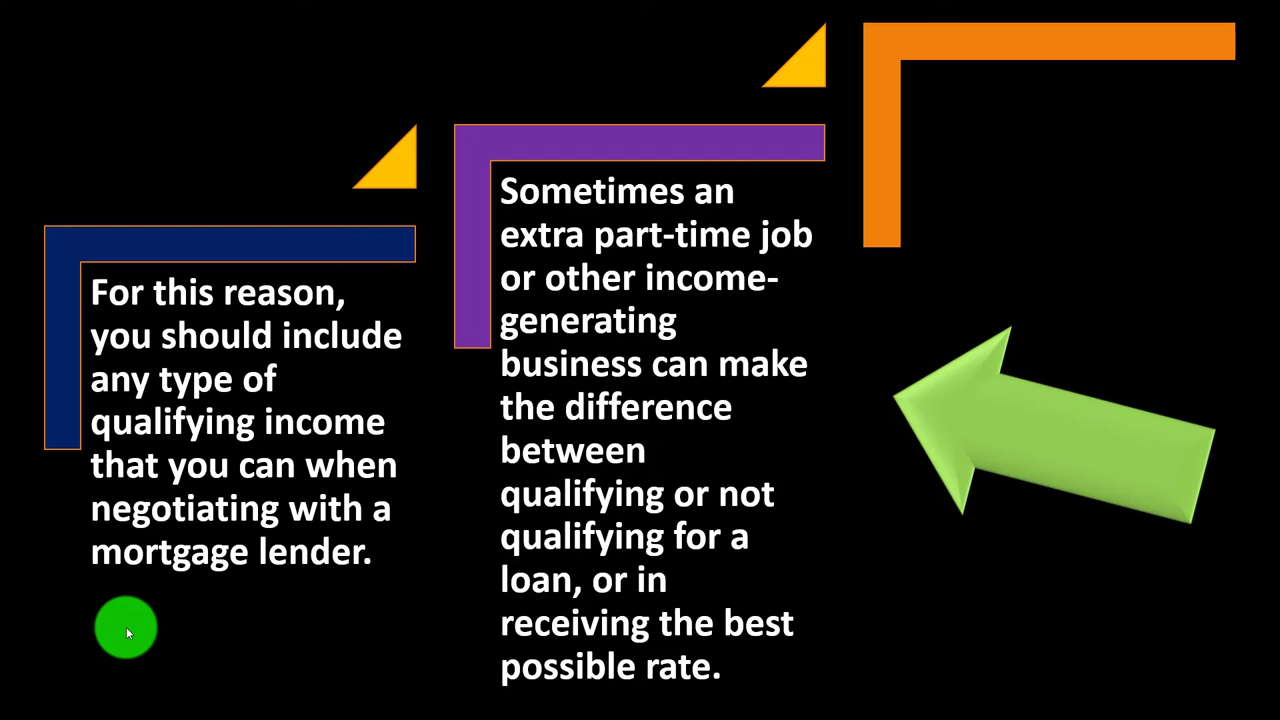 For this reason,
you should include
any type of
qualifying income
that you can when
negotiating with a
mortgage lender.
Sometimes an
extra part-time job
or other income-
generating
business can make
the difference
between
qualifying or not
qualifying for a
loan, or in
receiving the best
possible rate.